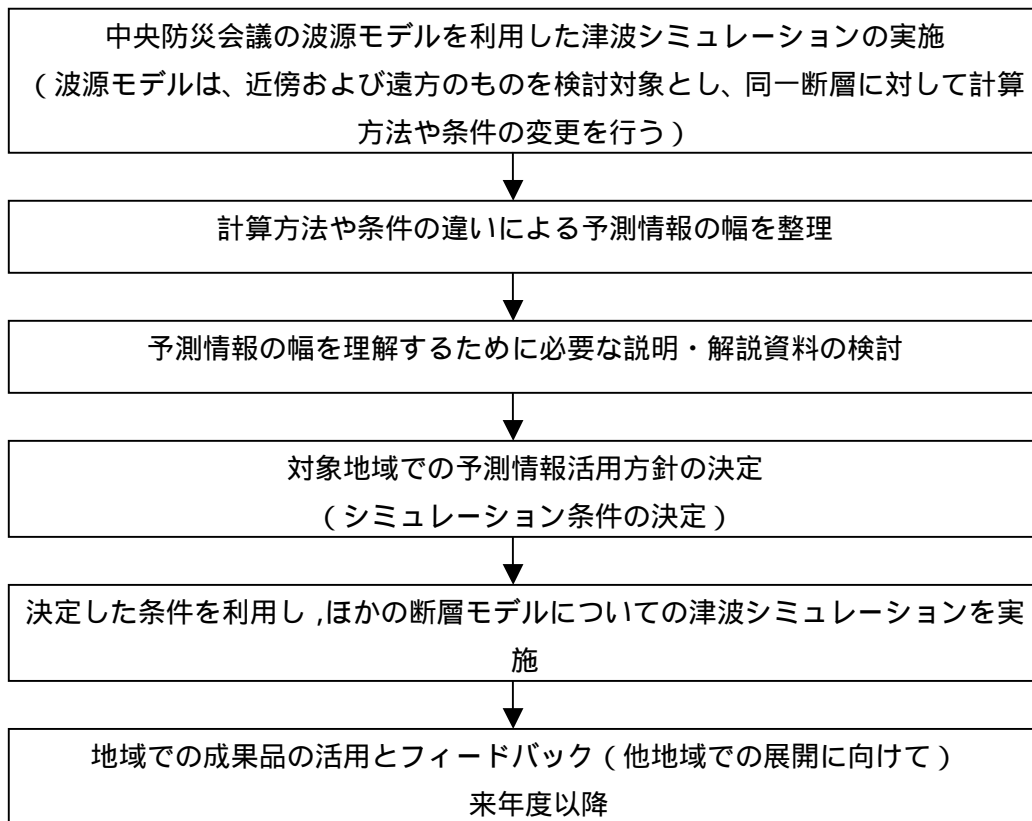 中央防災会議の波源モデルを利用した津波シミュレーションの実施
(波源モデルは、近傍および遠方のものを検討対象とし、同一断層に対して計算
方法や条件の変更を行う)
計算方法や条件の違いによる予測情報の幅を整理
予測情報の幅を理解するために必要な説明・解説資料の検討
対象地域での予測情報活用方針の決定
(シミュレーション条件の決定)
決定した条件を利用し,ほかの断層モデルについての津波シミュレーションを実
施
地域での成果品の活用とフィードバック(他地域での展開に向けて)
来年度以降